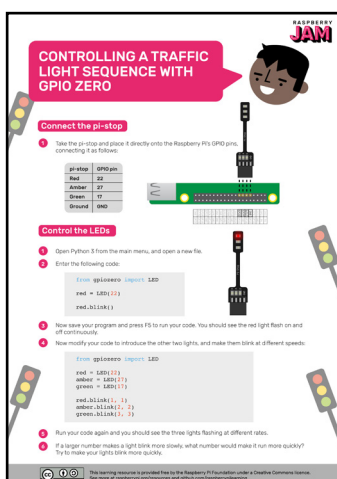 RASPBERRY
JAM
CONTROLLING A TRAFFIC
LIGHT SEQUENCE WITH
GPIO ZERO
Connect the pi-stop
1 Take the pi-stop and place it directly onto the Raspberry Pi's GPIO pins,
connecting it as follows:
pi-stop GPIO pin
Red 22
Amber 27
Green 17
Ground GND
Control the LEDs
1 Open Python 3 from the main menu, and open a new file.
2 Enter the following code:
from gpiozero import LED
red = LED(22)
red.blink()
3 Now save your program and press F5 to run your code. You should see the red light flash on and
off continuously.
4 Now modify your code to introduce the other two lights, and make them blink at different speeds:
from gpiozero import LED
red = LED(22)
amber = LED(27)
green = LED(17)
red.blink(1, 1)
amber.blink(2, 2)
green.blink(3, 3)
5 Run your code again and you should see the three lights flashing at different rates.
6 If a larger number makes a light blink more slowly, what number would make it run more quickly?
Try to make your lights blink more quickly.
cc
This learning resource is provided free by the Raspberry Pi Foundation under a Creative Commons licence.